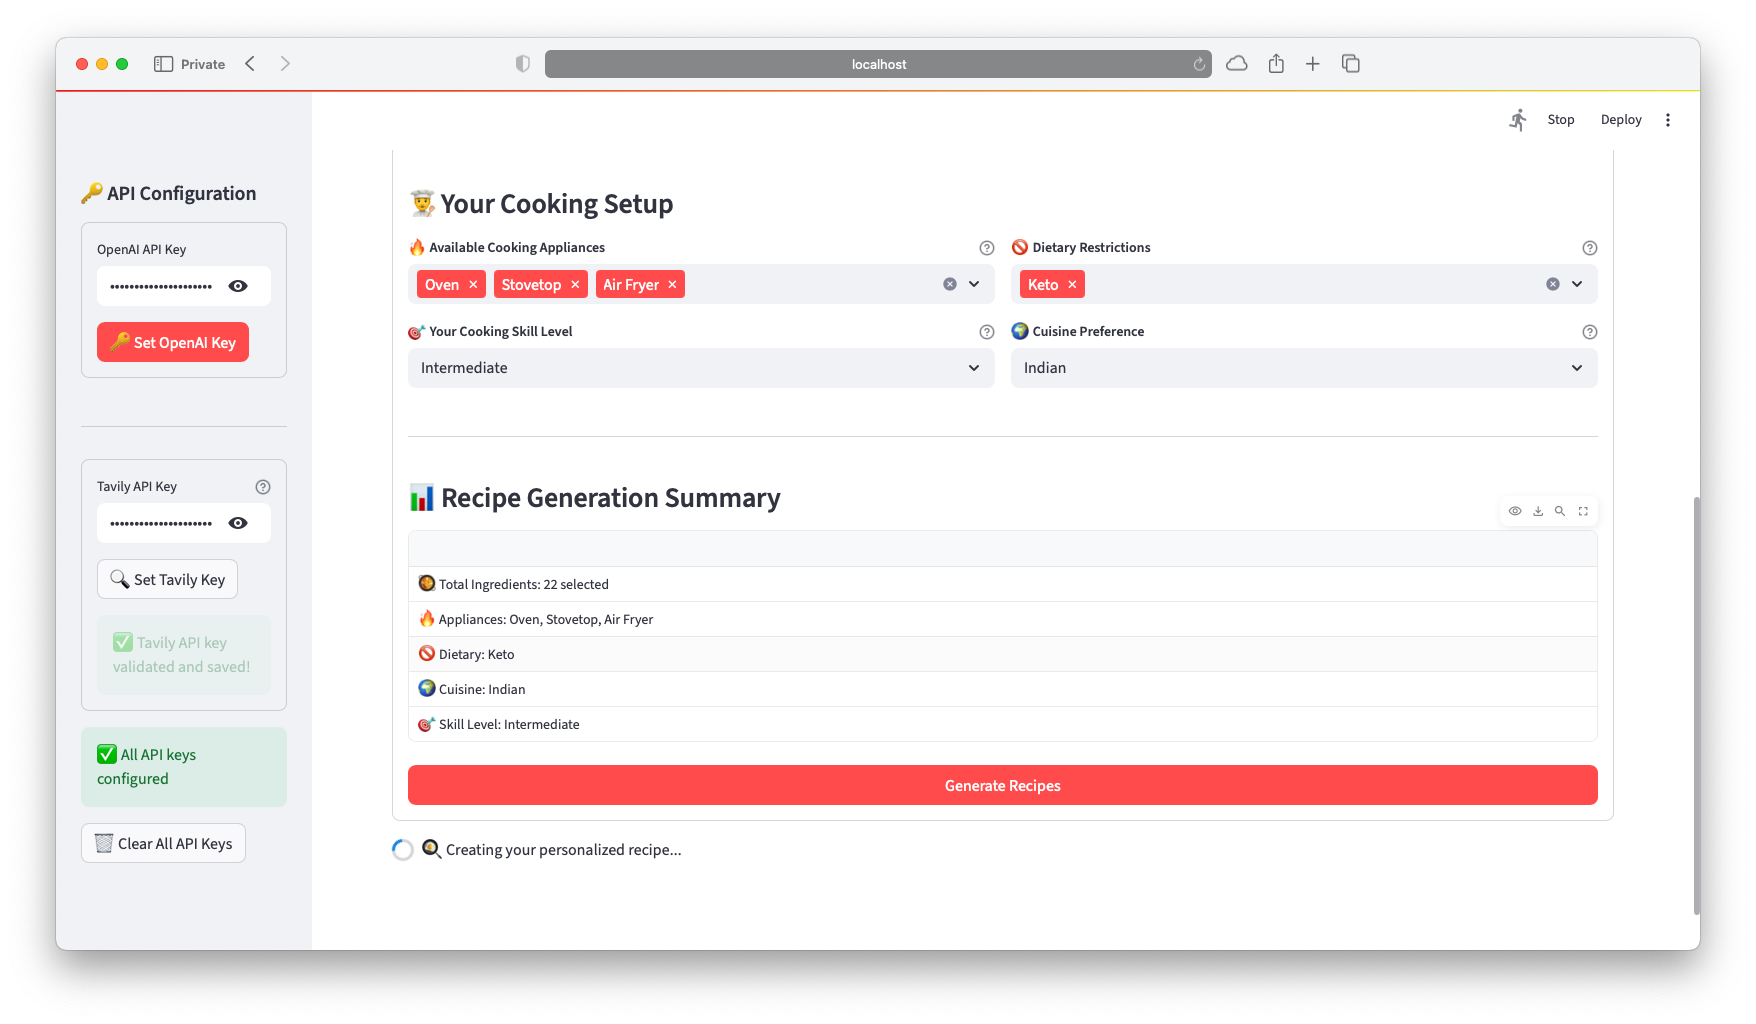 Private
localhost
Stop
Deploy
API Configuration
OpenAI API Key
Set OpenAI Key
Tavily API Key
Set Tavily Key
Tavily API key
validated and saved!
All API keys
configured
Clear All API Keys
Your Cooking Setup
Available Cooking Appliances
Oven
Stovetop
Air Fryer
Dietary Restrictions
Keto
Your Cooking Skill Level
Intermediate
Cuisine Preference
Indian
Recipe Generation Summary
Total Ingredients: 22 selected
Appliances: Oven, Stovetop, Air Fryer
Dietary: Keto
Cuisine: Indian
Skill Level: Intermediate
Generate Recipes
Creating your personalized recipe...